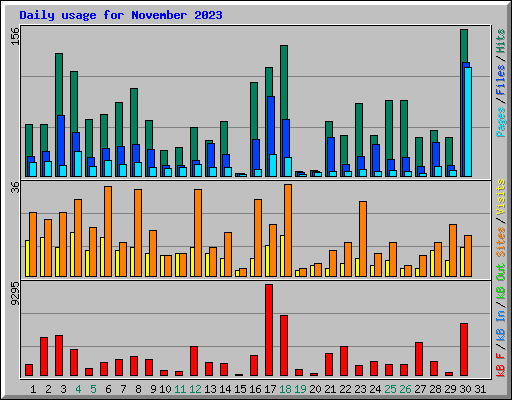 Daily usage for November 2023
156
Pages / Files / Hits
36
Sites / Visits
9295
kB F / kB In / kB Out
1 2 3 4 5 6 7 8 9 10 11 12 13 14 15 16 17 18 19 20 21 22 23 24 25 26 27 28 29 30 31